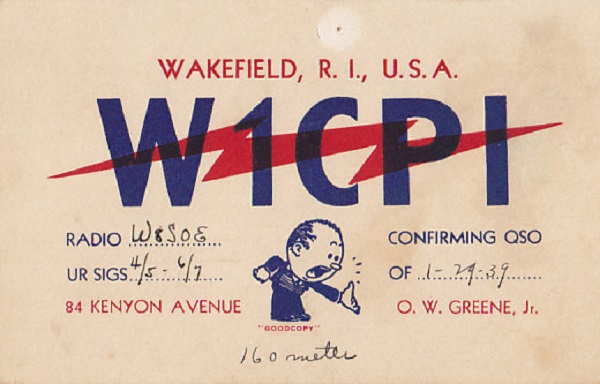 WAKEFIELD, R. I., U. S. A.
W1CPI
RADIO W8SOE
UR SIGS 4/5 - 6/7
84 KENYON AVENUE
CONFIRMING QSO
OF 1-29-39
O. W. GREENE, Jr.
"GOODCOPY"
160 meter